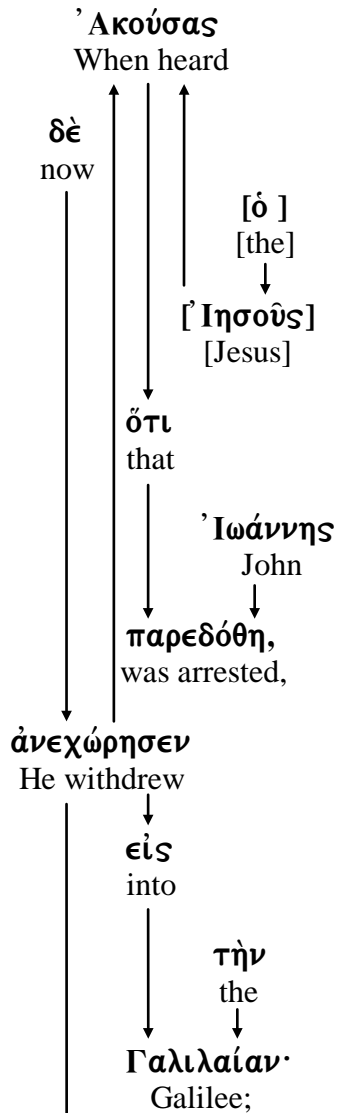 Ἀκούσας
When heard
δὲ
now
[ὁ ]
[the]
[Ἰησοῦς]
[Jesus]
ὅτι
that
Ἰωάννης
John
παρεδόθη,
was arrested,
ἀνεχώρησεν
He withdrew
εἰς
into
τὴν
the
Γαλιλαίαν·
Galilee;